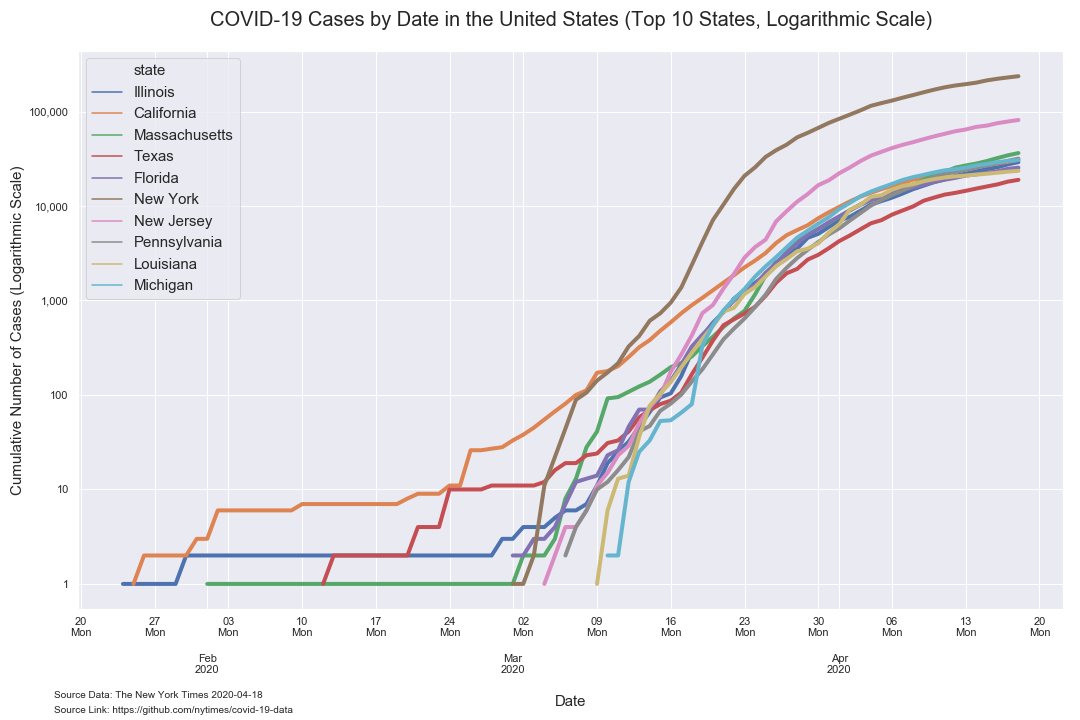 COVID-19 Cases by Date in the United States (Top 10 States, Logarithmic Scale)
state
Illinois
California
Massachusetts
Texas
Florida
New York
New Jersey
Pennsylvania
Louisiana
Michigan
Cumulative Number of Cases (Logarithmic Scale)
100,000
10,000
1,000
100
10
1
20 27 03 10 17 24 02 09 16 23 30 06 13 20
Mon Mon Mon Mon Mon Mon Mon Mon Mon Mon Mon Mon Mon Mon
Feb Mar Apr
2020 2020 2020
Date
Source Data: The New York Times 2020-04-18
Source Link: https://github.com/nytimes/covid-19-data